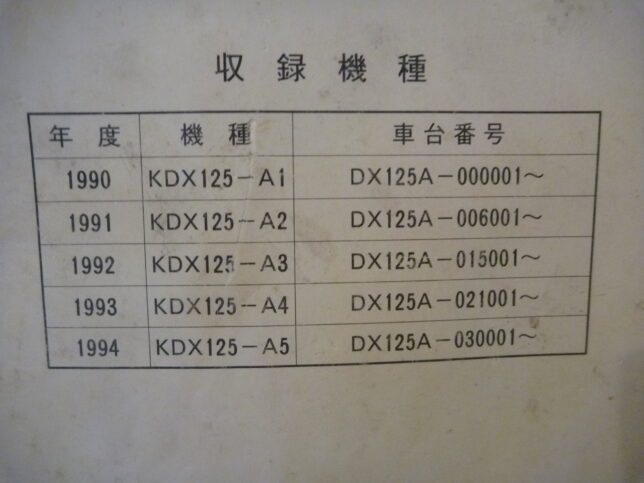 収録機種
年度 機種 車台番号
1990 KDX125-A1 DX125A-000001～
1991 KDX125-A2 DX125A-006001～
1992 KDX125-A3 DX125A-015001～
1993 KDX125-A4 DX125A-021001～
1994 KDX125-A5 DX125A-030001～